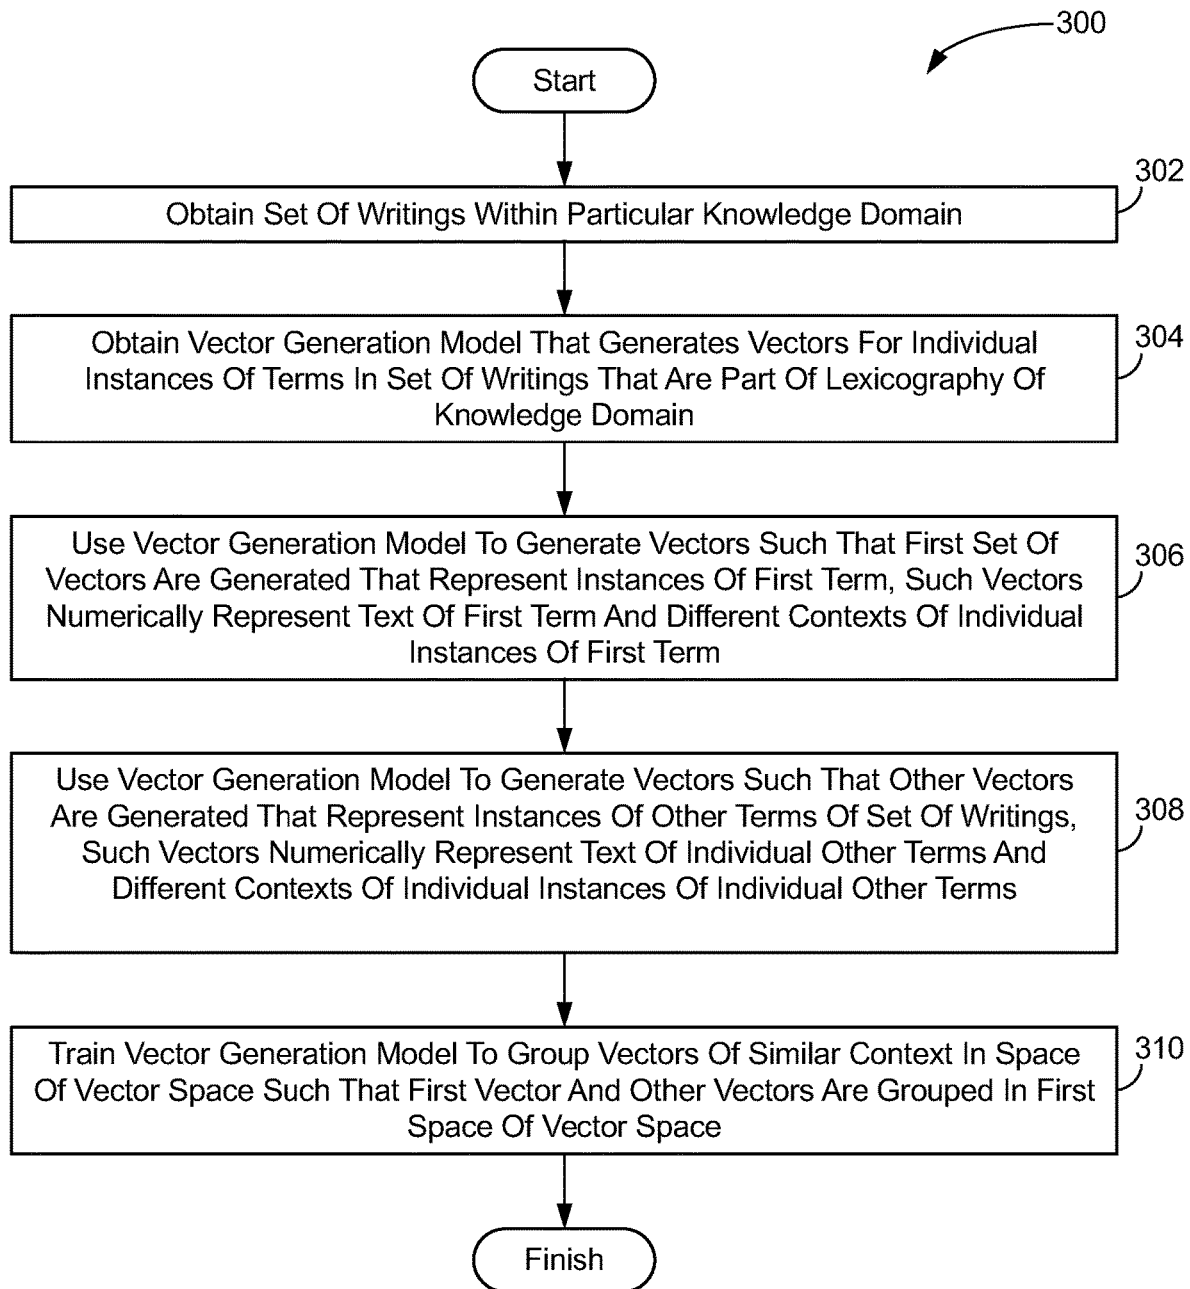 300
Start
302
Obtain Set Of Writings Within Particular Knowledge Domain
304
Obtain Vector Generation Model That Generates Vectors For Individual
Instances Of Terms In Set Of Writings That Are Part Of Lexicography Of
Knowledge Domain
306
Use Vector Generation Model To Generate Vectors Such That First Set Of
Vectors Are Generated That Represent Instances Of First Term, Such Vectors
Numerically Represent Text Of First Term And Different Contexts Of Individual
Instances Of First Term
308
Use Vector Generation Model To Generate Vectors Such That Other Vectors
Are Generated That Represent Instances Of Other Terms Of Set Of Writings,
Such Vectors Numerically Represent Text Of Individual Other Terms And
Different Contexts Of Individual Instances Of Individual Other Terms
310
Train Vector Generation Model To Group Vectors Of Similar Context In Space
Of Vector Space Such That First Vector And Other Vectors Are Grouped In First
Space Of Vector Space
Finish